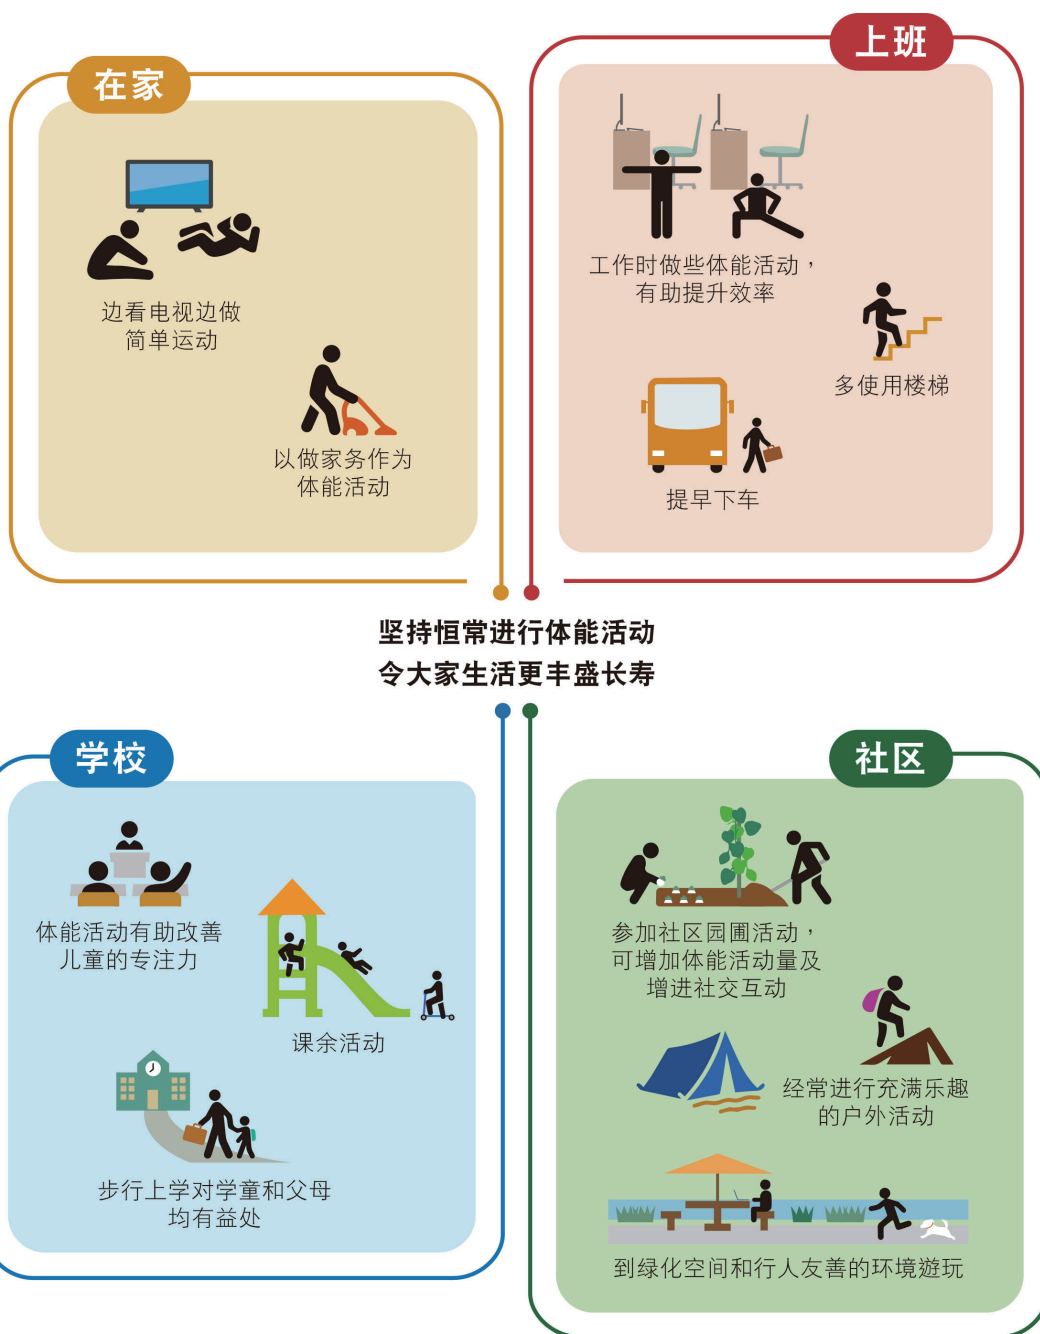 在家
边看电视边做
简单运动
以做家务作为
体能活动
上班
工作时做些体能活动，
有助提升效率
多使用楼梯
提早下车
坚持恒常进行体能活动
令大家生活更丰盛长寿
学校
体能活动有助改善
儿童的专注力
课余活动
步行上学对学童和父母
均有益处
社区
参加社区园圃活动，
可增加体能活动量及
增进社交互动
经常进行充满乐趣
的户外活动
到绿化空间和行人友善的环境遊玩